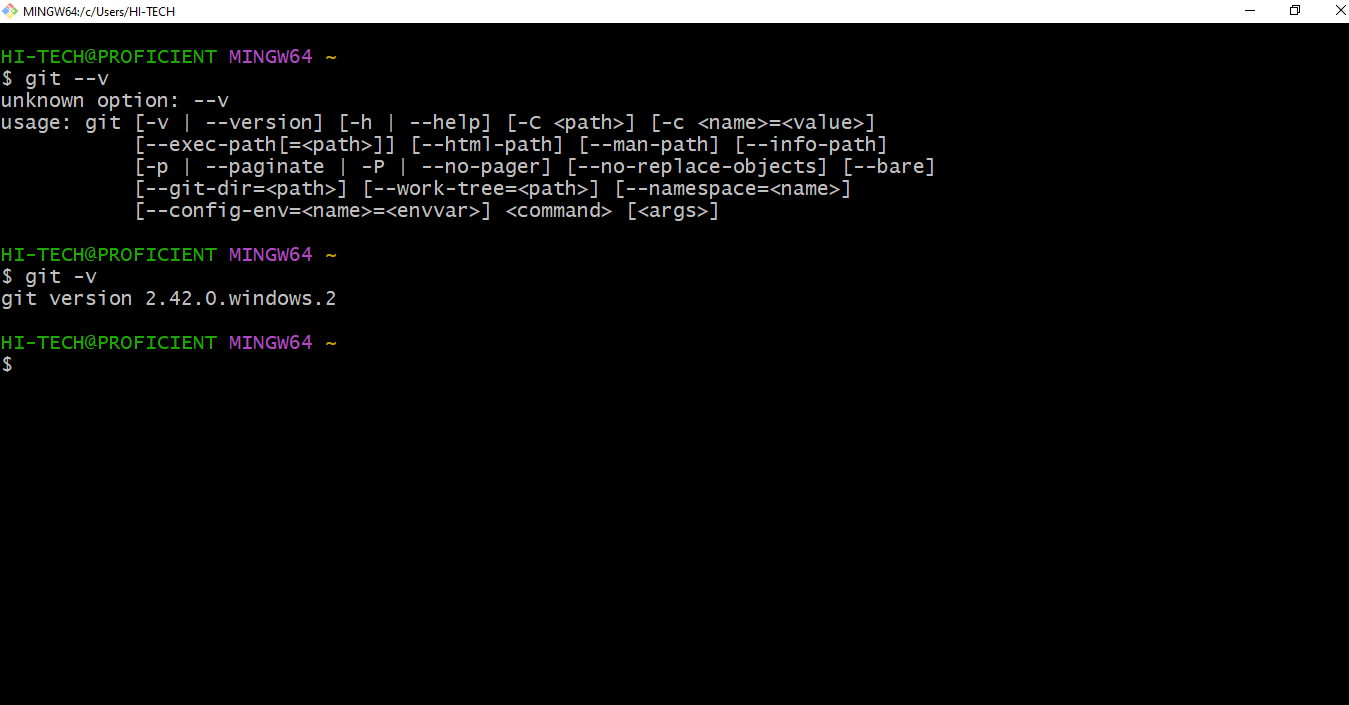 MINGW64:/c/Users/HI-TECH
HI-TECH@PROFICIENT MINGW64 ~
$ git --v
unknown option: --v
usage: git [-v | --version] [-h | --help] [-C <path>] [-c <name>=<value>]
           [--exec-path[=<path>]] [--html-path] [--man-path] [--info-path]
           [-p | --paginate | -P | --no-pager] [--no-replace-objects] [--bare]
           [--git-dir=<path>] [--work-tree=<path>] [--namespace=<name>]
           [--config-env=<name>=<envvar>] <command> [<args>]
HI-TECH@PROFICIENT MINGW64 ~
$ git -v
git version 2.42.0.windows.2
HI-TECH@PROFICIENT MINGW64 ~
$